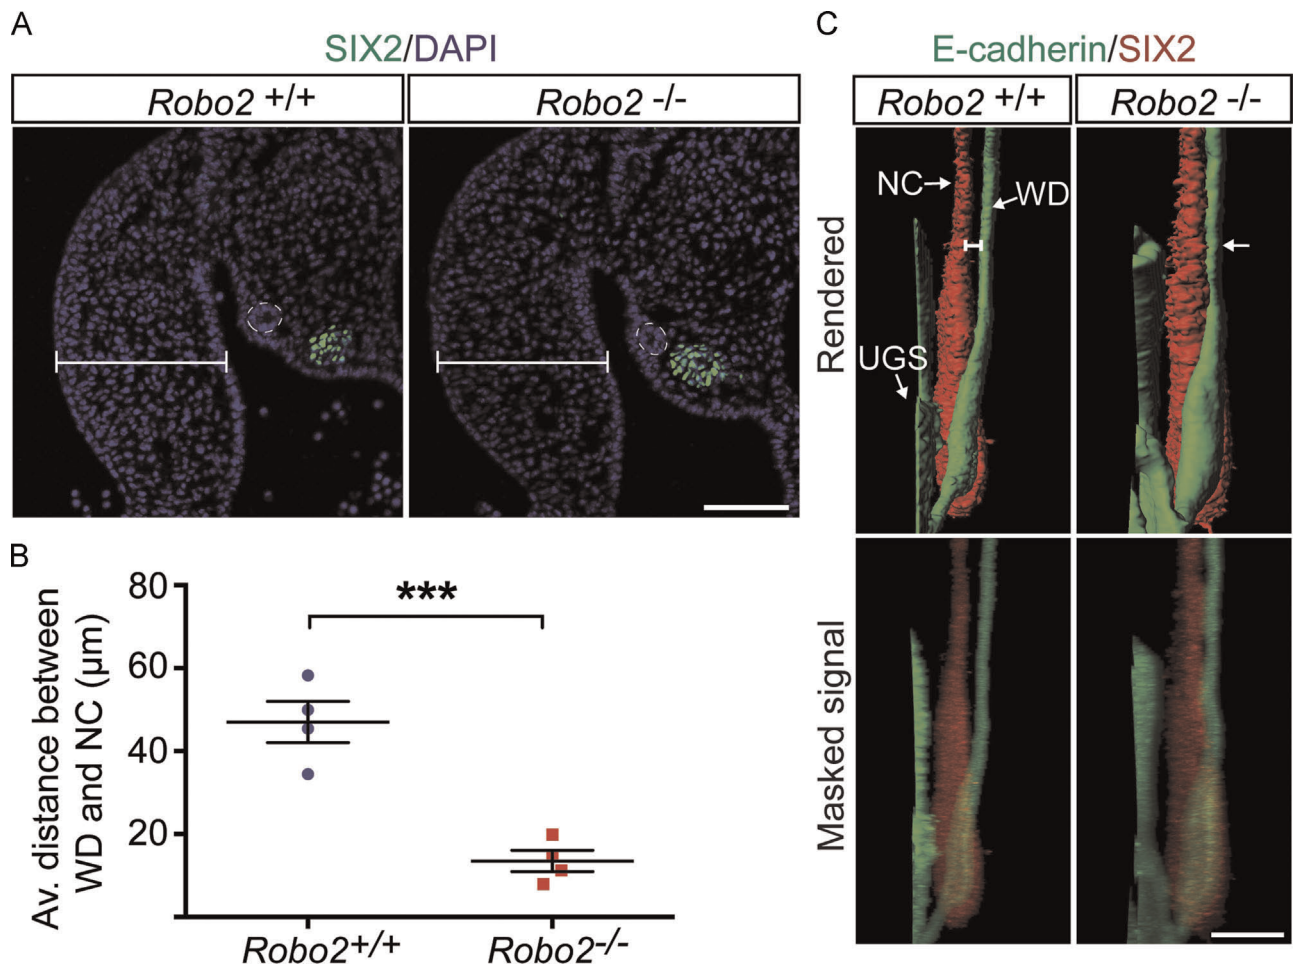 A
SIX2/DAPI
Robo2 +/+
Robo2 -/-
B
80
60
40
20
Av. distance between
WD and NC (µm)
***
Robo2+/+
Robo2-/-
C
E-cadherin/SIX2
Robo2 +/+
Robo2 -/-
Rendered
NC
WD
UGS
Masked signal